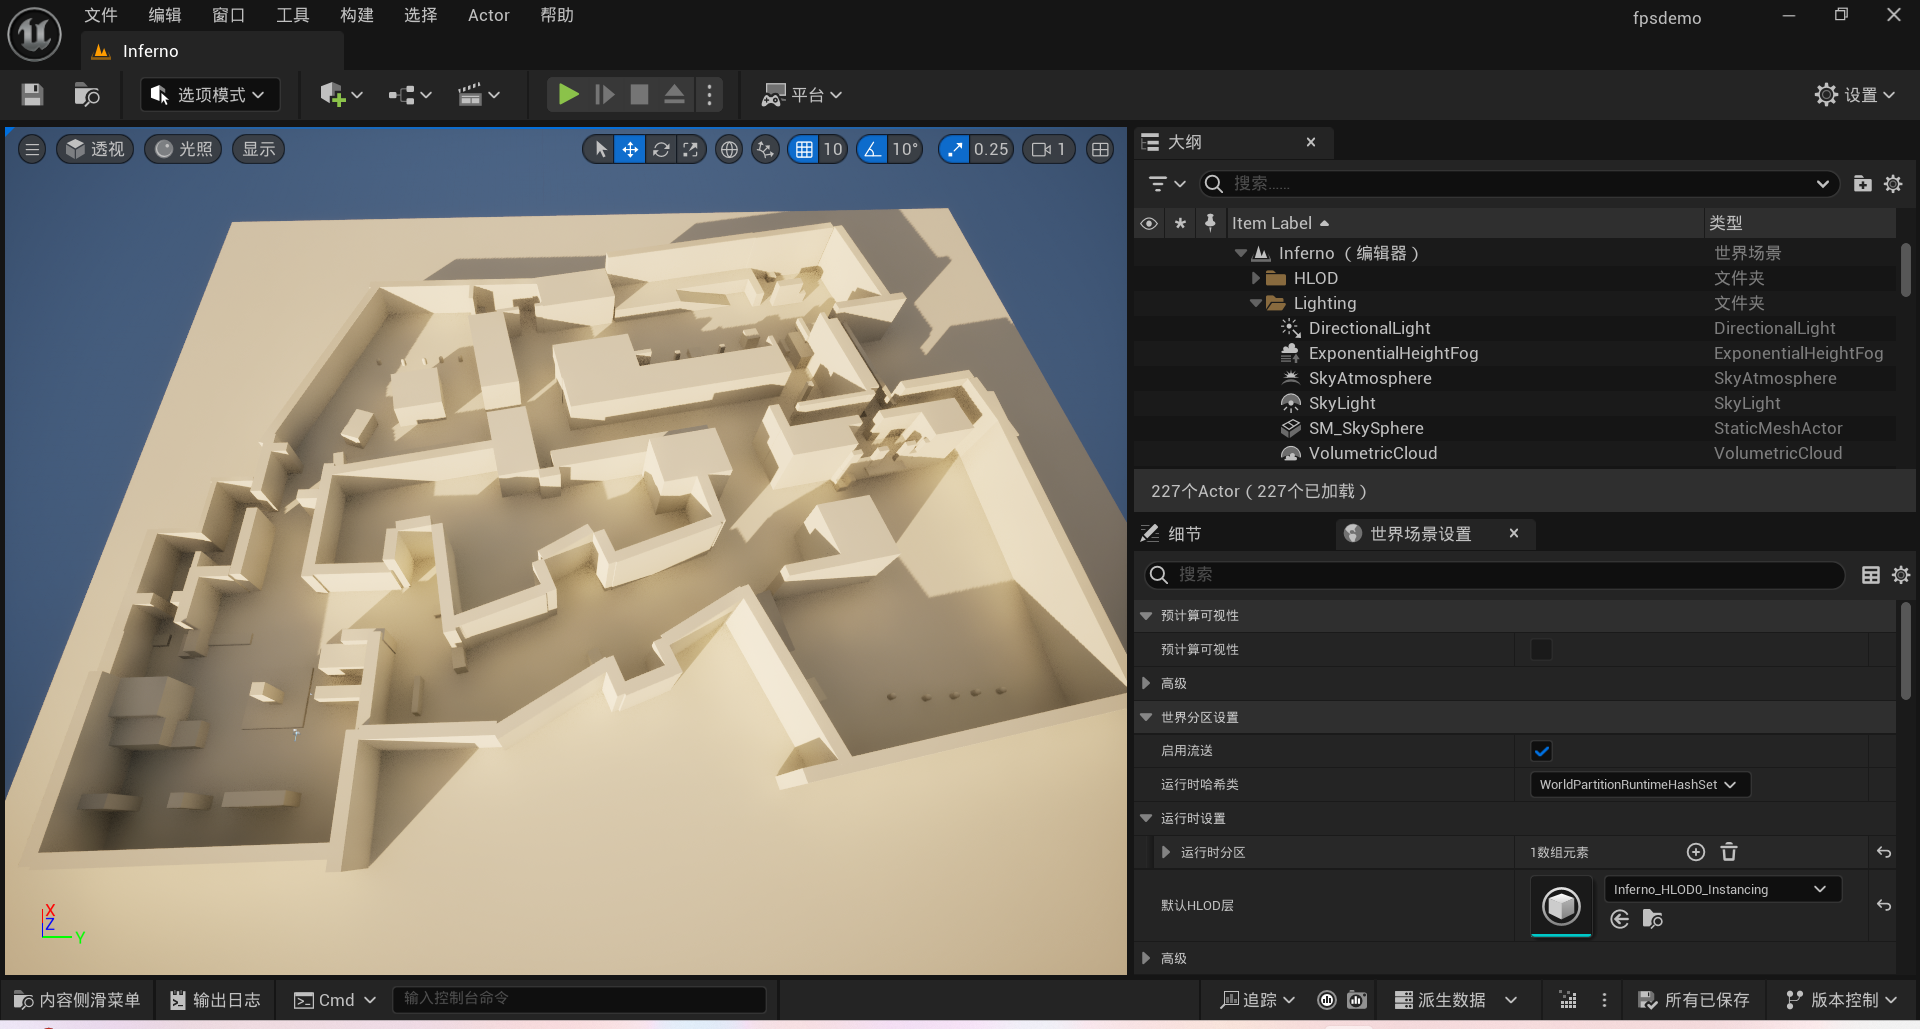 文件 编辑 窗口 工具 构建 选择 Actor 帮助
fpsdemo
Inferno
选项模式
平台
设置
透视 光照 显示
10 10° 0.25 1
X
Z
Y
大纲
搜索......
Item Label 类型
Inferno（编辑器） 世界场景
HLOD 文件夹
Lighting 文件夹
DirectionalLight DirectionalLight
ExponentialHeightFog ExponentialHeightFog
SkyAtmosphere SkyAtmosphere
SkyLight SkyLight
SM_SkySphere StaticMeshActor
VolumetricCloud VolumetricCloud
227个Actor（227个已加载）
细节 世界场景设置
搜索
预计算可视性
预计算可视性
高级
世界分区设置
启用流送
运行时哈希类 WorldPartitionRuntimeHashSet
运行时设置
运行时分区 1数组元素
默认HLOD层 Inferno_HLOD0_Instancing
高级
内容侧滑菜单 输出日志 Cmd 输入控制台命令 追踪 派生数据 所有已保存 版本控制